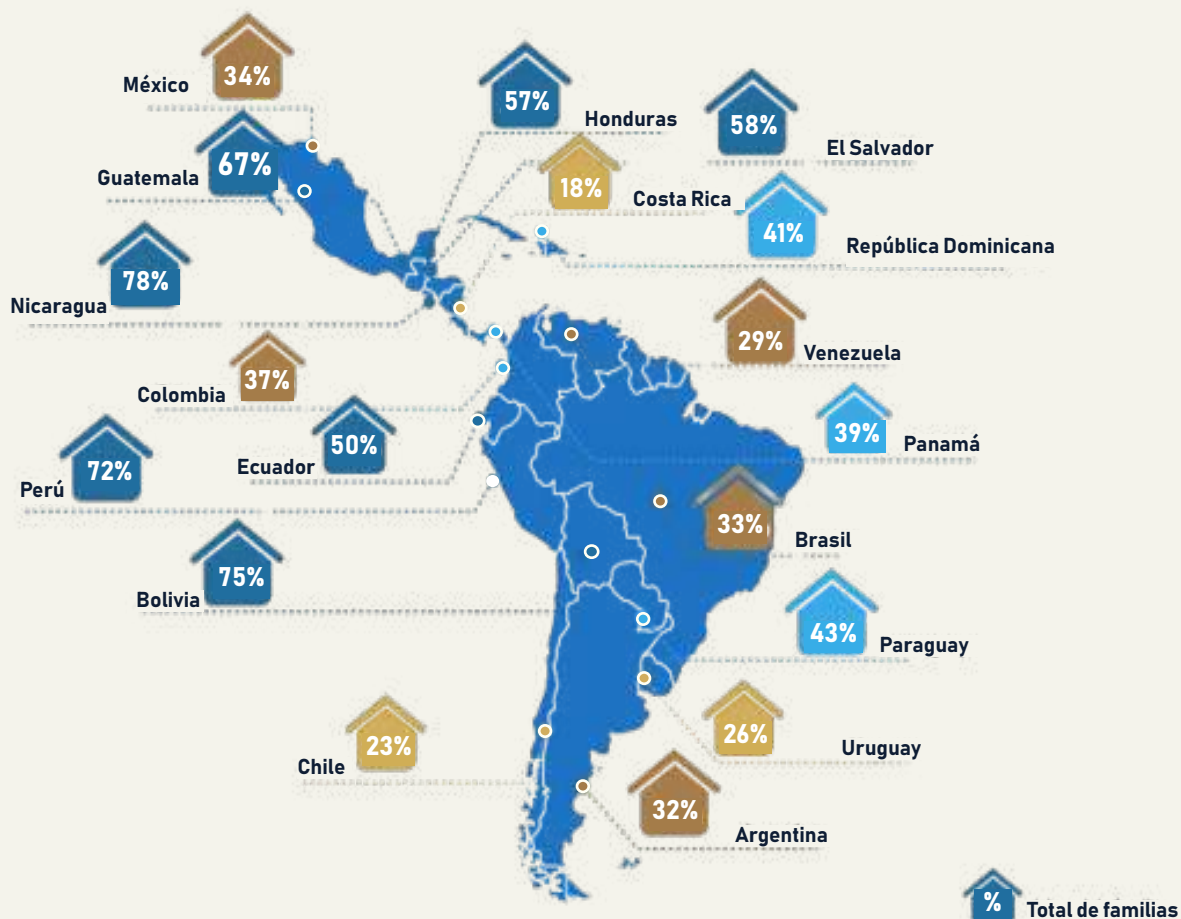 34%
México
57%
Honduras
58%
El Salvador
67%
Guatemala
18%
Costa Rica
41%
República Dominicana
78%
Nicaragua
29%
Venezuela
37%
Colombia
39%
Panamá
50%
Ecuador
72%
Perú
33%
Brasil
75%
Bolivia
43%
Paraguay
26%
Uruguay
23%
Chile
32%
Argentina
%
Total de familias